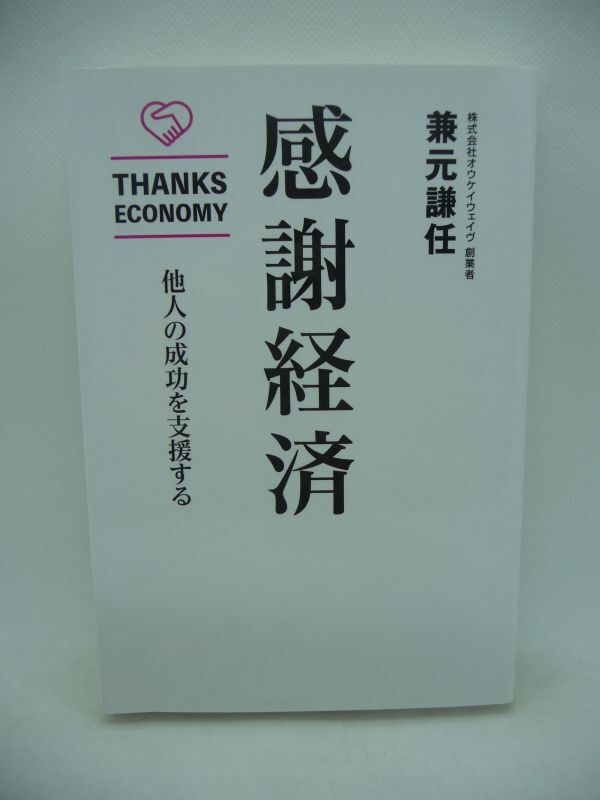 株式会社オウケイウェイヴ 創業者
兼元謙任
感謝経済
THANKS
ECONOMY
他人の成功を支援する